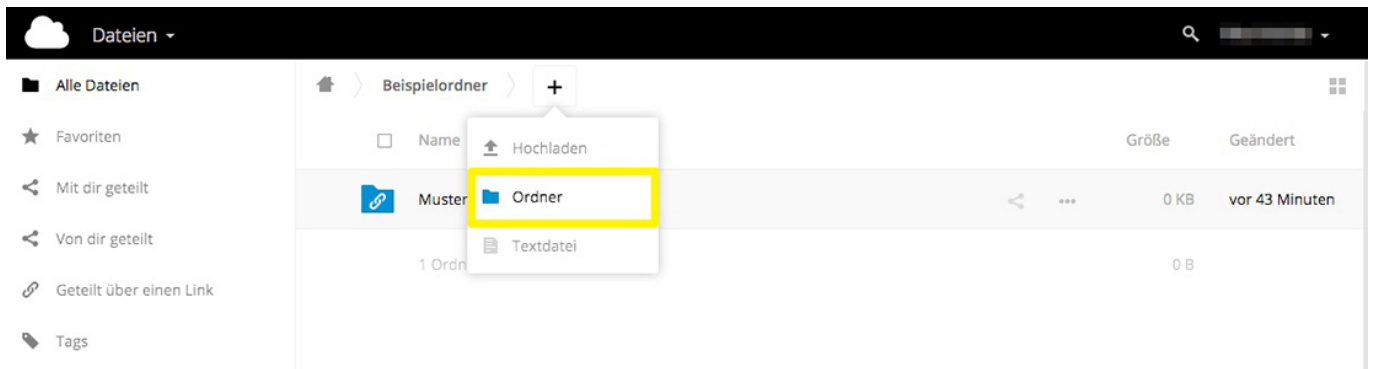 Dateien
Alle Dateien
Favoriten
Mit dir geteilt
Von dir geteilt
Geteilt über einen Link
Tags
Beispielordner +
Name Größe Geändert
Hochladen
Muster 0 KB vor 43 Minuten
Ordner
Textdatei
1 Ordn 0 B